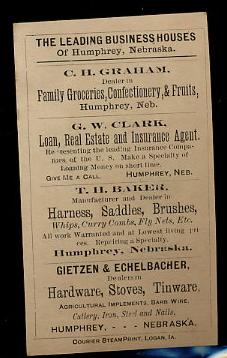 THE LEADING BUSINESS HOUSES
Of Humphrey, Nebraska.
C. H. GRAHAM,
Dealer in
Family Groceries, Confectionery, & Fruits,
Humphrey, Neb.
G. W. CLARK,
Loan, Real Estate and Insurance Agent.
Representing the leading Insurance Compa-
nies of the U. S. Make a Specialty of
Loaning Money on short time.
GIVE ME A CALL. HUMPHREY, NEB.
T. H. BAKER,
Manufacturer and Dealer in
Harness, Saddles, Brushes,
Whips, Curry Combs, Fly Nets, Etc.
All work Warranted and at Lowest living pri
ces. Repairing a Specialty.
Humphrey, Nebraska.
GIETZEN & ECHELBACHER,
Dealers in
Hardware, Stoves, Tinware,
AGRICULTURAL IMPLEMENTS, BARB WIRE,
Cutlery, Iron, Steel and Nails,
HUMPHREY, - - - - NEBRASKA.
COURIER STEAM PRINT, LOGAN, IA.